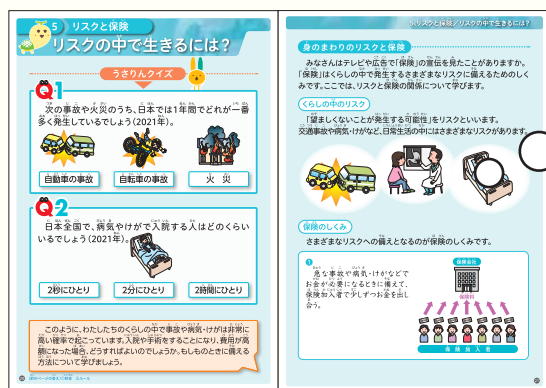 5 リスクと保険
リスクの中で生きるには?
うさりんクイズ
Q1
次の事故や火災のうち、日本では1年間でどれが一番
多く発生しているでしょう(2021年)。
自動車の事故
自転車の事故
火 災
Q2
日本全国で、病気やけがで入院する人はどのくらい
いるでしょう(2021年)。
2秒にひとり
2分にひとり
2時間にひとり
このように、わたしたちのくらしの中で事故や病気・けがは非常に
高い確率で起こっています。入院や手術をすることになり、費用が高
額になった場合、どうすればよいのでしょうか。もしものときに備える
方法について学びましょう。
5リスクと保険/リスクの中で生きるには?
身のまわりのリスクと保険
みなさんはテレビや広告で「保険」の宣伝を見たことがありますか。
「保険」はくらしの中で発生するさまざまなリスクに備えるためのしく
みです。ここでは、リスクと保険の関係について学びます。
くらしの中のリスク
「望ましくないことが発生する可能性」をリスクといいます。
交通事故や病気・けがなど、日常生活の中にはさまざまなリスクがあります。
保険のしくみ
さまざまなリスクへの備えとなるのが保険のしくみです。
1
急な事故や病気・けがなどで
お金が必要になるときに備えて、
保険加入者で少しずつお金を出し
合う。
保険会社
保険料
保険加入者